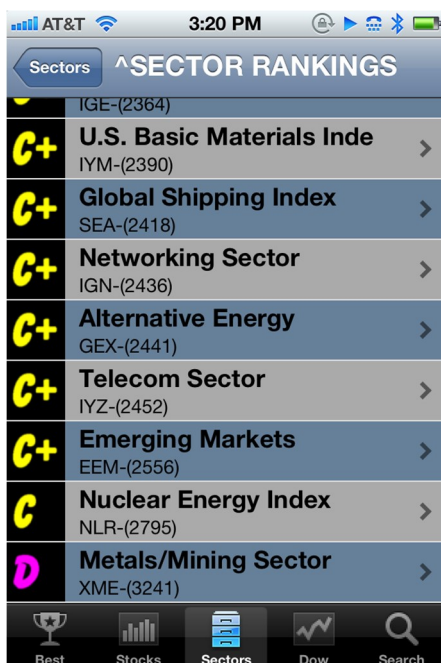 AT&T 3:20 PM
Sectors ^SECTOR RANKINGS
C
IGE-(2364)
C+ U.S. Basic Materials Inde
IYM-(2390)
C+ Global Shipping Index
SEA-(2418)
C+ Networking Sector
IGN-(2436)
C+ Alternative Energy
GEX-(2441)
C+ Telecom Sector
IYZ-(2452)
C+ Emerging Markets
EEM-(2556)
C Nuclear Energy Index
NLR-(2795)
D Metals/Mining Sector
XME-(3241)
Best Stocks Sectors Dow Search